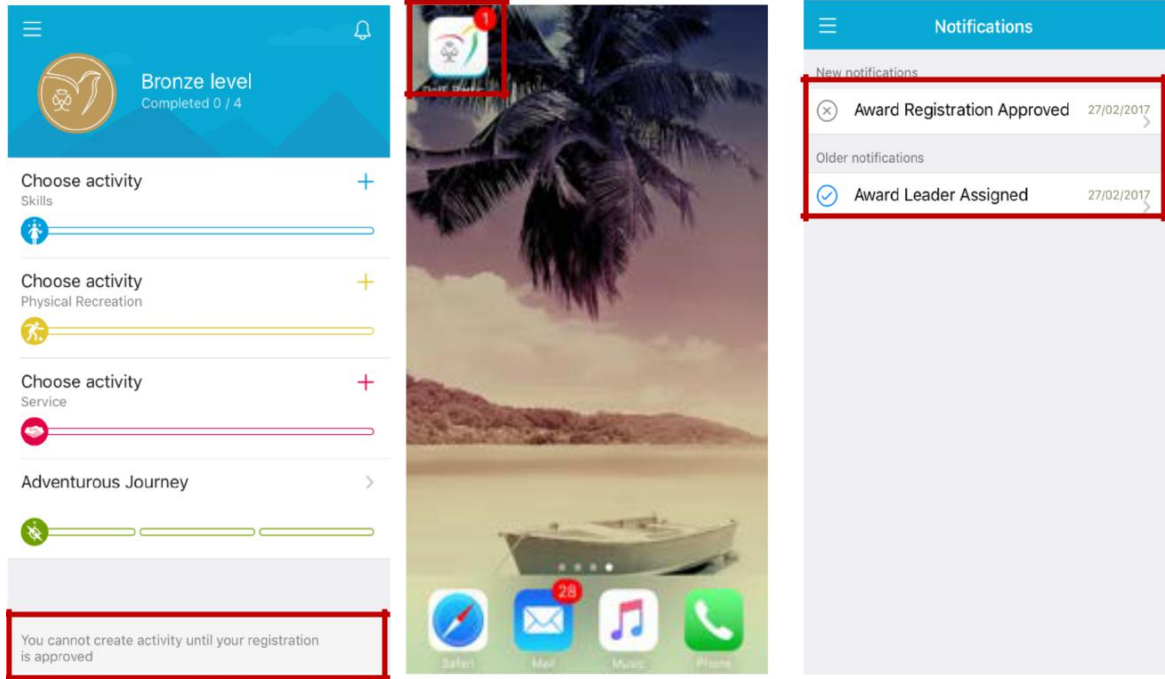 Bronze level
Completed 0 / 4
Choose activity
Skills
Choose activity
Physical Recreation
Choose activity
Service
Adventurous Journey
You cannot create activity until your registration
is approved
1
28
Safari
Mail
Music
Phone
Notifications
New notifications
Award Registration Approved 27/02/2017
Older notifications
Award Leader Assigned 27/02/2017